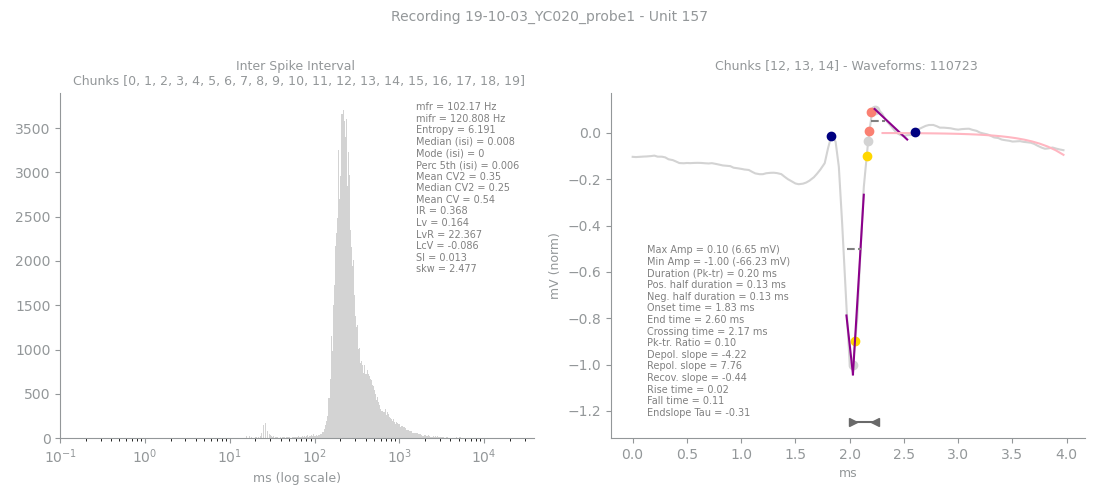 Recording 19-10-03_YC020_probe1 - Unit 157
Inter Spike Interval
Chunks [0, 1, 2, 3, 4, 5, 6, 7, 8, 9, 10, 11, 12, 13, 14, 15, 16, 17, 18, 19]
3500
3000
2500
2000
1500
1000
500
0
mfr = 102.17 Hz
mifr = 120.808 Hz
Entropy = 6.191
Median (isi) = 0.008
Mode (isi) = 0
Perc 5th (isi) = 0.006
Mean CV2 = 0.35
Median CV2 = 0.25
Mean CV = 0.54
IR = 0.368
Lv = 0.164
LvR = 22.367
LcV = -0.086
SI = 0.013
skw = 2.477
10⁻¹ 10⁰ 10¹ 10² 10³ 10⁴
ms (log scale)
Chunks [12, 13, 14] - Waveforms: 110723
mV (norm)
0.0
−0.2
−0.4
−0.6
−0.8
−1.0
−1.2
Max Amp = 0.10 (6.65 mV)
Min Amp = -1.00 (-66.23 mV)
Duration (Pk-tr) = 0.20 ms
Pos. half duration = 0.13 ms
Neg. half duration = 0.13 ms
Onset time = 1.83 ms
End time = 2.60 ms
Crossing time = 2.17 ms
Pk-tr. Ratio = 0.10
Depol. slope = -4.22
Repol. slope = 7.76
Recov. slope = -0.44
Rise time = 0.02
Fall time = 0.11
Endslope Tau = -0.31
0.0 0.5 1.0 1.5 2.0 2.5 3.0 3.5 4.0
ms